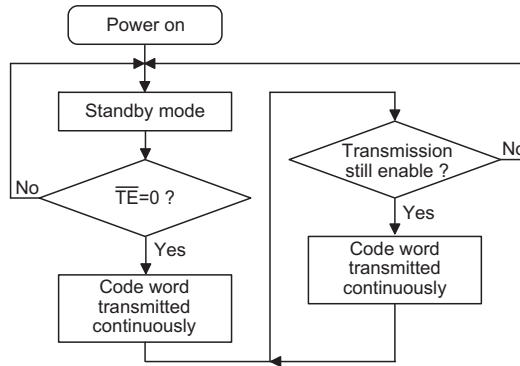 Power on
Standby mode
No
T̅E̅=0 ?
Yes
Code word
transmitted
continuously
Transmission
still enable ?
No
Yes
Code word
transmitted
continuously